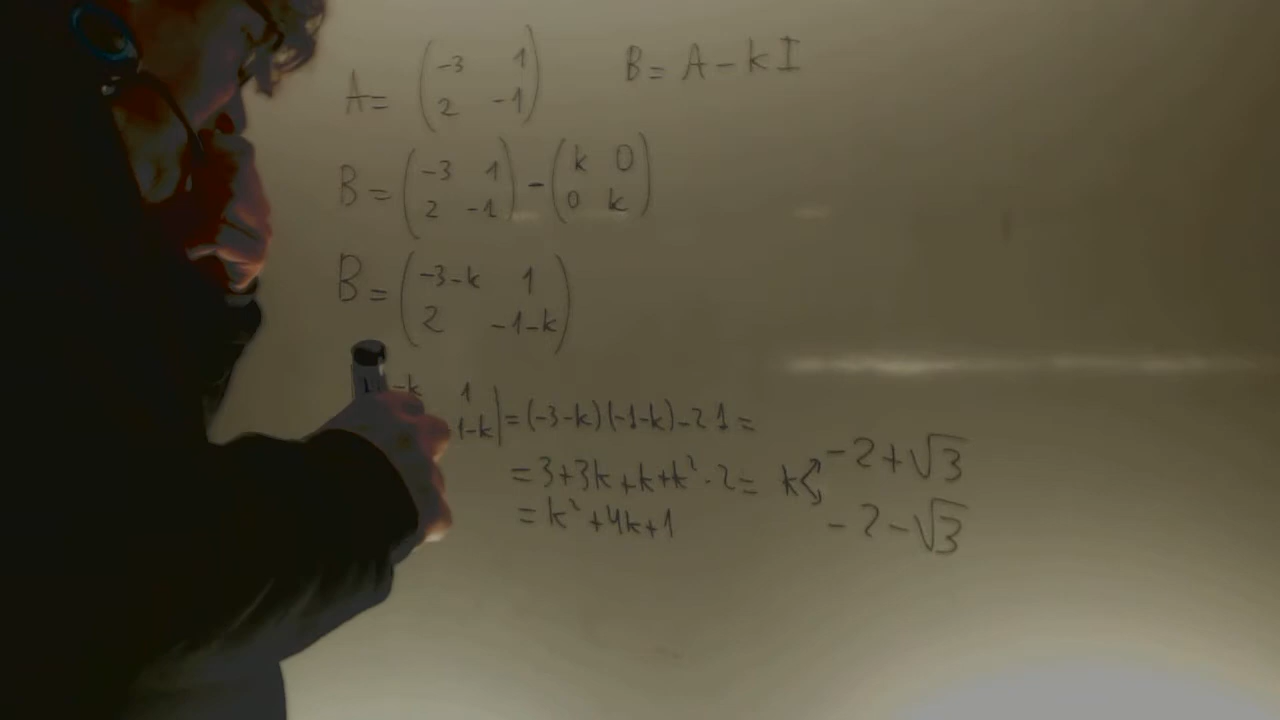 A = ( -3 1 ) B = A - k I
( 2 -1 )
B = ( -3 1 ) - ( k 0 )
( 2 -1 ) ( 0 k )
B = ( -3-k 1 )
( 2 -1-k )
-k 1
-1-k | = (-3-k)(-1-k) - 2 1 =
= 3+3k+k+k² - 2 = k < -2+√3
= k²+4k+1 -2-√3